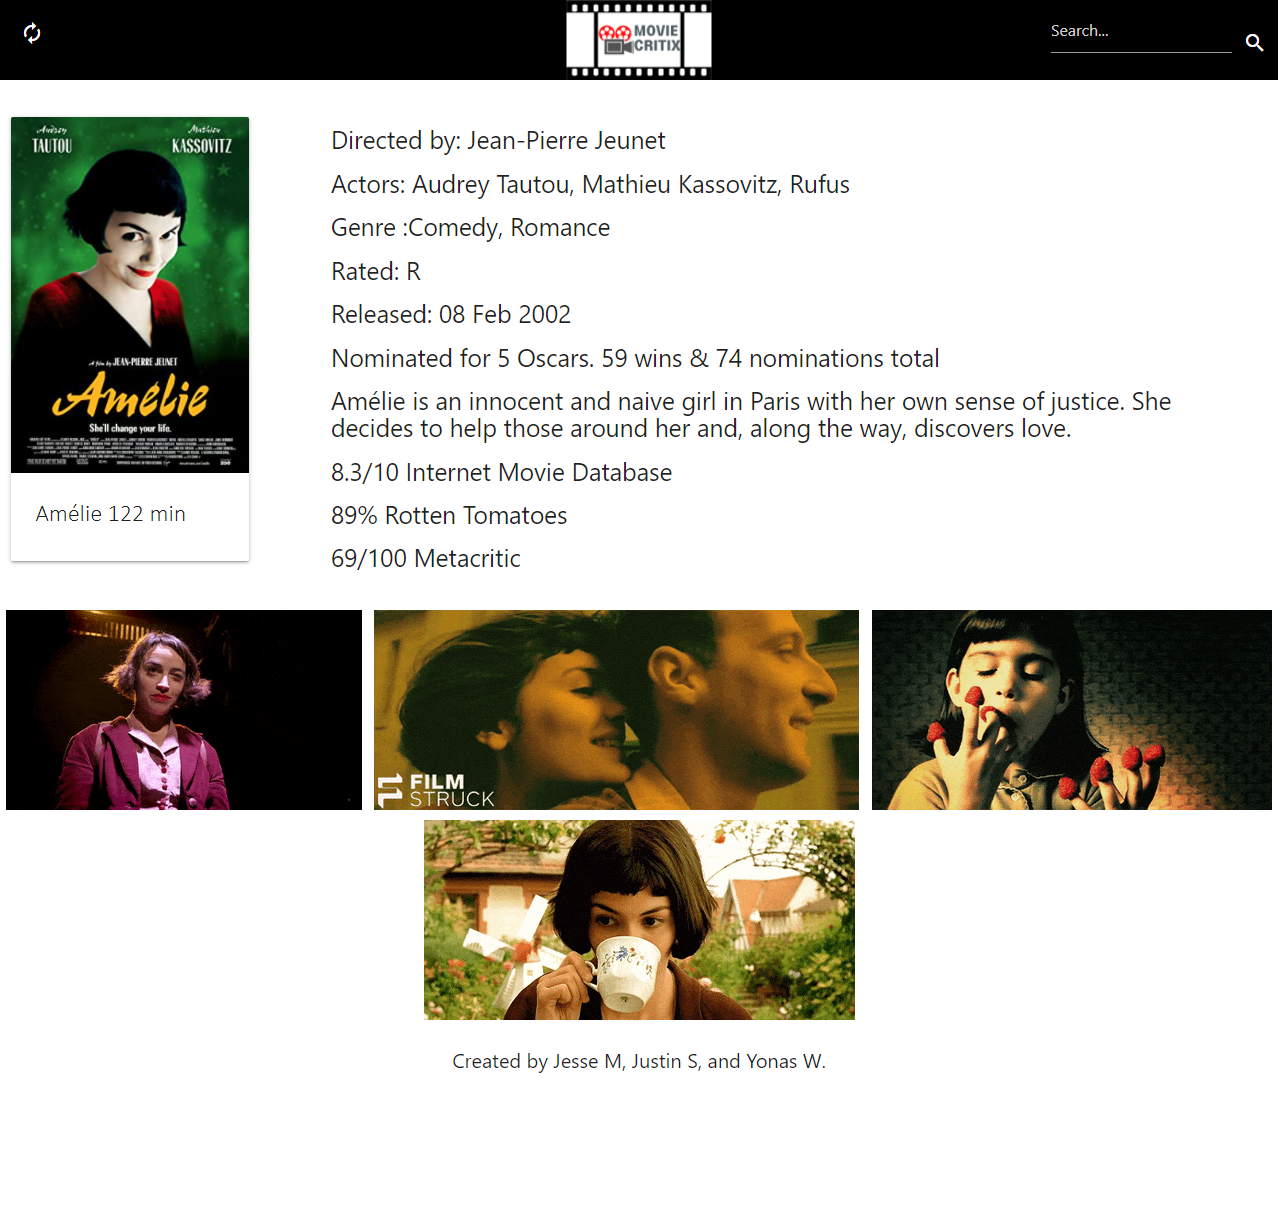 MOVIE
CRITIX
Search...
Audrey
TAUTOU
Mathieu
KASSOVITZ
A film by JEAN-PIERRE JEUNET
Amélie
She'll change your life.
Amélie 122 min
Directed by: Jean-Pierre Jeunet
Actors: Audrey Tautou, Mathieu Kassovitz, Rufus
Genre :Comedy, Romance
Rated: R
Released: 08 Feb 2002
Nominated for 5 Oscars. 59 wins & 74 nominations total
Amélie is an innocent and naive girl in Paris with her own sense of justice. She
decides to help those around her and, along the way, discovers love.
8.3/10 Internet Movie Database
89% Rotten Tomatoes
69/100 Metacritic
FILM
STRUCK
Created by Jesse M, Justin S, and Yonas W.